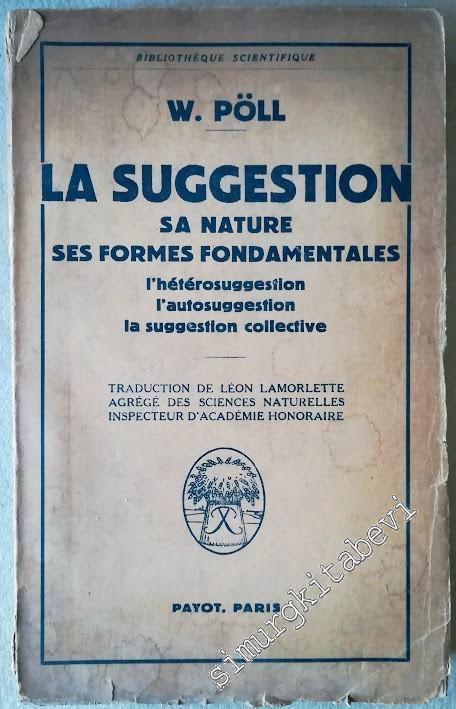 BIBLIOTHÈQUE SCIENTIFIQUE
W. PÖLL
LA SUGGESTION
SA NATURE
SES FORMES FONDAMENTALES
l'hétérosuggestion
l'autosuggestion
la suggestion collective
TRADUCTION DE LÉON LAMORLETTE
AGRÉGÉ DES SCIENCES NATURELLES
INSPECTEUR D'ACADÉMIE HONORAIRE
PAYOT, PARIS
simurgkitabevi